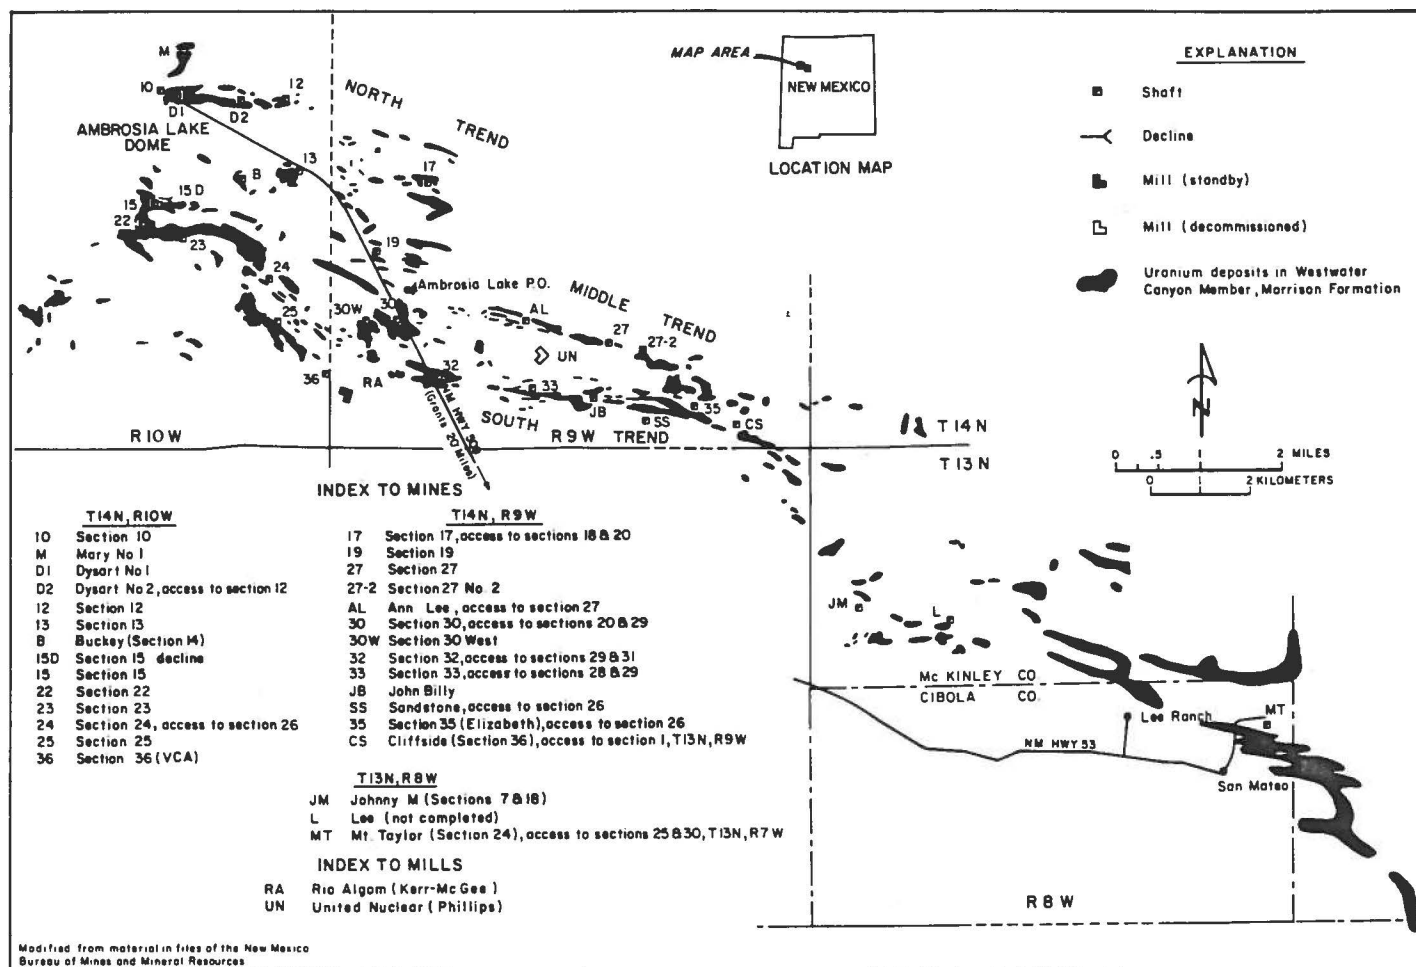 M
10
D1
D2
12
AMBROSIA LAKE
DOME
NORTH
TREND
13
B
17
15 D
15
22
23
19
24
Ambrosia Lake P.O.
MIDDLE
TREND
30
30W
25
AL
27
27-2
UN
36
RA
32
33
JB
35
SS
CS
SOUTH
TREND
NM HWY 509
(Grants 20 Miles)
R10W
R9W
T14N
T13N
MAP AREA
NEW MEXICO
LOCATION MAP
EXPLANATION
Shaft
Decline
Mill (standby)
Mill (decommissioned)
Uranium deposits in Westwater
Canyon Member, Morrison Formation
N
0 .5 1 2 MILES
0 1 2 KILOMETERS
JM
L
Mc KINLEY CO.
CIBOLA CO.
Lee Ranch
MT
NM HWY 53
San Mateo
R8W
INDEX TO MINES
T14N, R10W
10 Section 10
M Mary No 1
D1 Dysart No 1
D2 Dysart No 2, access to section 12
12 Section 12
13 Section 13
B Buckey (Section 14)
15D Section 15 decline
15 Section 15
22 Section 22
23 Section 23
24 Section 24, access to section 26
25 Section 25
36 Section 36 (VCA)
T14N, R9W
17 Section 17, access to sections 18 & 20
19 Section 19
27 Section 27
27-2 Section 27 No. 2
AL Ann Lee, access to section 27
30 Section 30, access to sections 20 & 29
30W Section 30 West
32 Section 32, access to sections 29 & 31
33 Section 33, access to sections 28 & 29
JB John Billy
SS Sandstone, access to section 26
35 Section 35 (Elizabeth), access to section 26
CS Cliffside (Section 36), access to section 1, T13N, R9W
T13N, R8W
JM Johnny M (Sections 7 & 18)
L Lee (not completed)
MT Mt. Taylor (Section 24), access to sections 25 & 30, T13N, R7W
INDEX TO MILLS
RA Rio Algom (Kerr-McGee)
UN United Nuclear (Phillips)
Modified from material in files of the New Mexico
Bureau of Mines and Mineral Resources